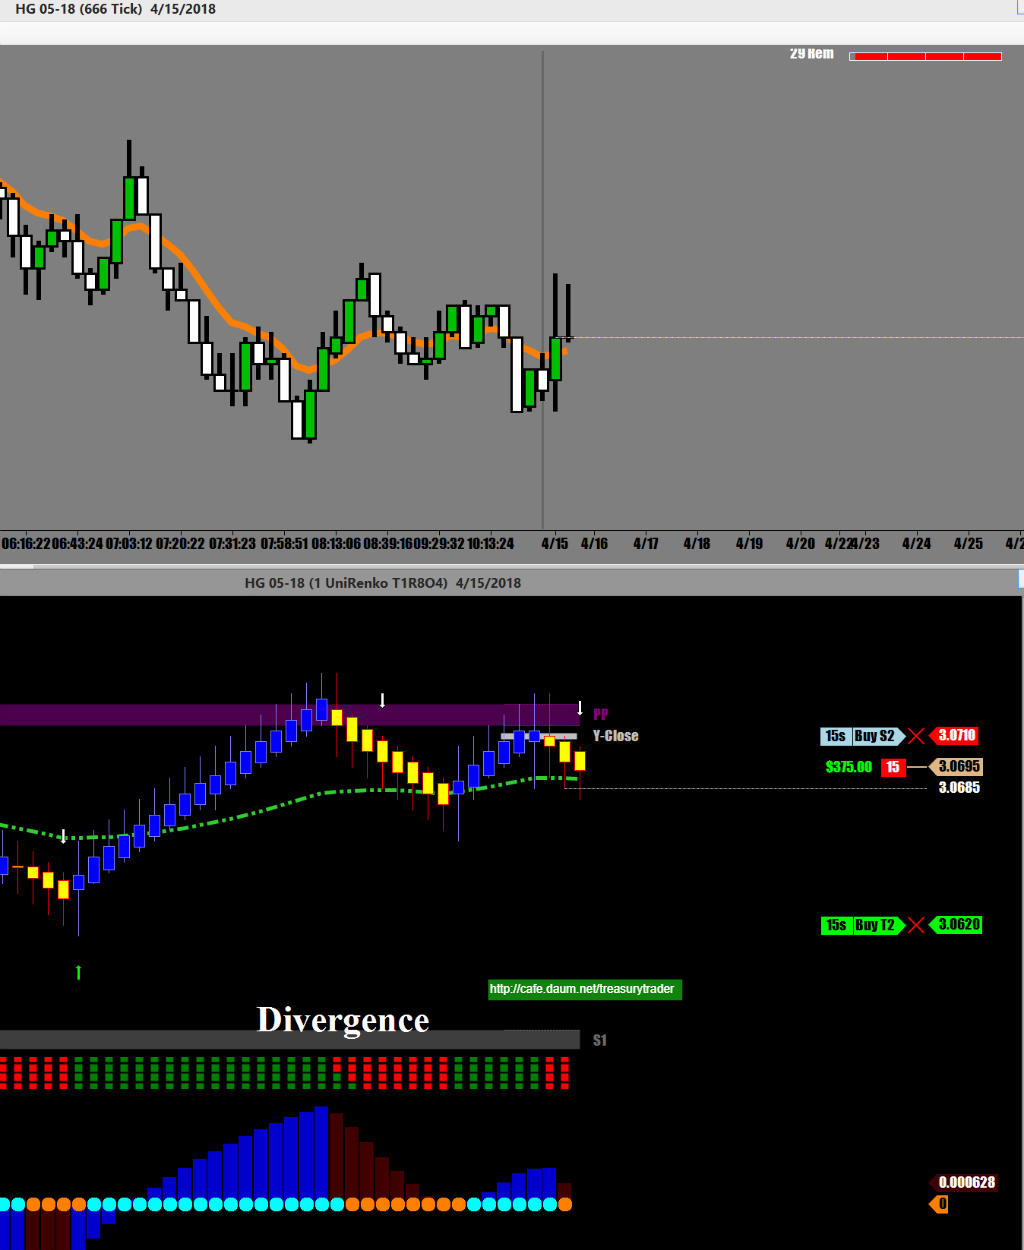 HG 05-18 (666 Tick)  4/15/2018
29 Rem
06:16:22 06:43:24 07:03:12 07:20:22 07:31:23 07:58:51 08:13:06 08:39:16 09:29:32 10:13:24 4/15 4/16 4/17 4/18 4/19 4/20 4/22 4/23 4/24 4/25 4/2
HG 05-18 (1 UniRenko T1R8O4)  4/15/2018
PP
Y-Close
15s Buy S2 3.0710
$375.00 15 3.0695
3.0685
15s Buy T2 3.0620
http://cafe.daum.net/treasurytrader
Divergence
S1
0.000628
0